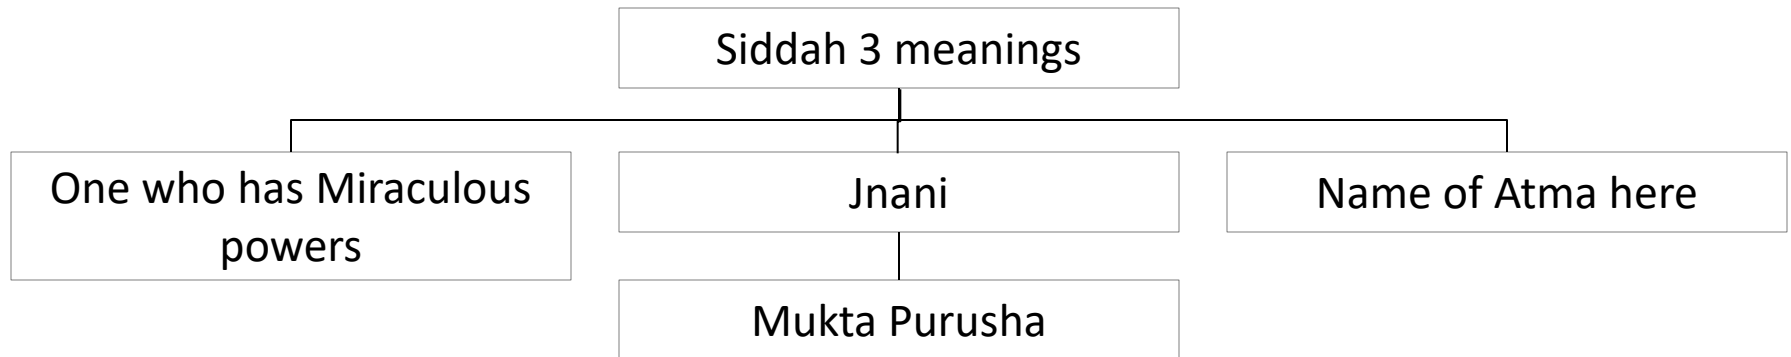 Siddah 3 meanings
One who has Miraculous
powers
Jnani
Name of Atma here
Mukta Purusha